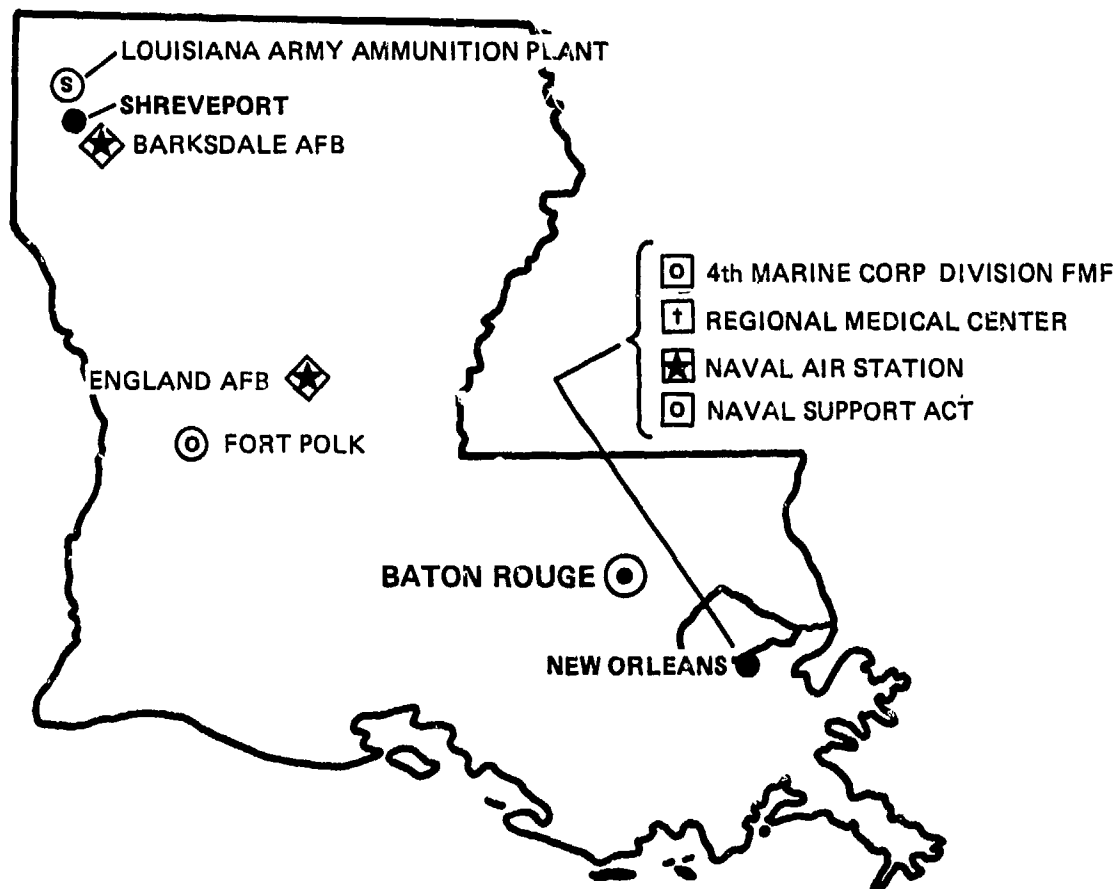 LOUISIANA ARMY AMMUNITION PLANT
S
SHREVEPORT
BARKSDALE AFB
O 4th MARINE CORP DIVISION FMF
† REGIONAL MEDICAL CENTER
NAVAL AIR STATION
O NAVAL SUPPORT ACT
ENGLAND AFB
O FORT POLK
BATON ROUGE
NEW ORLEANS